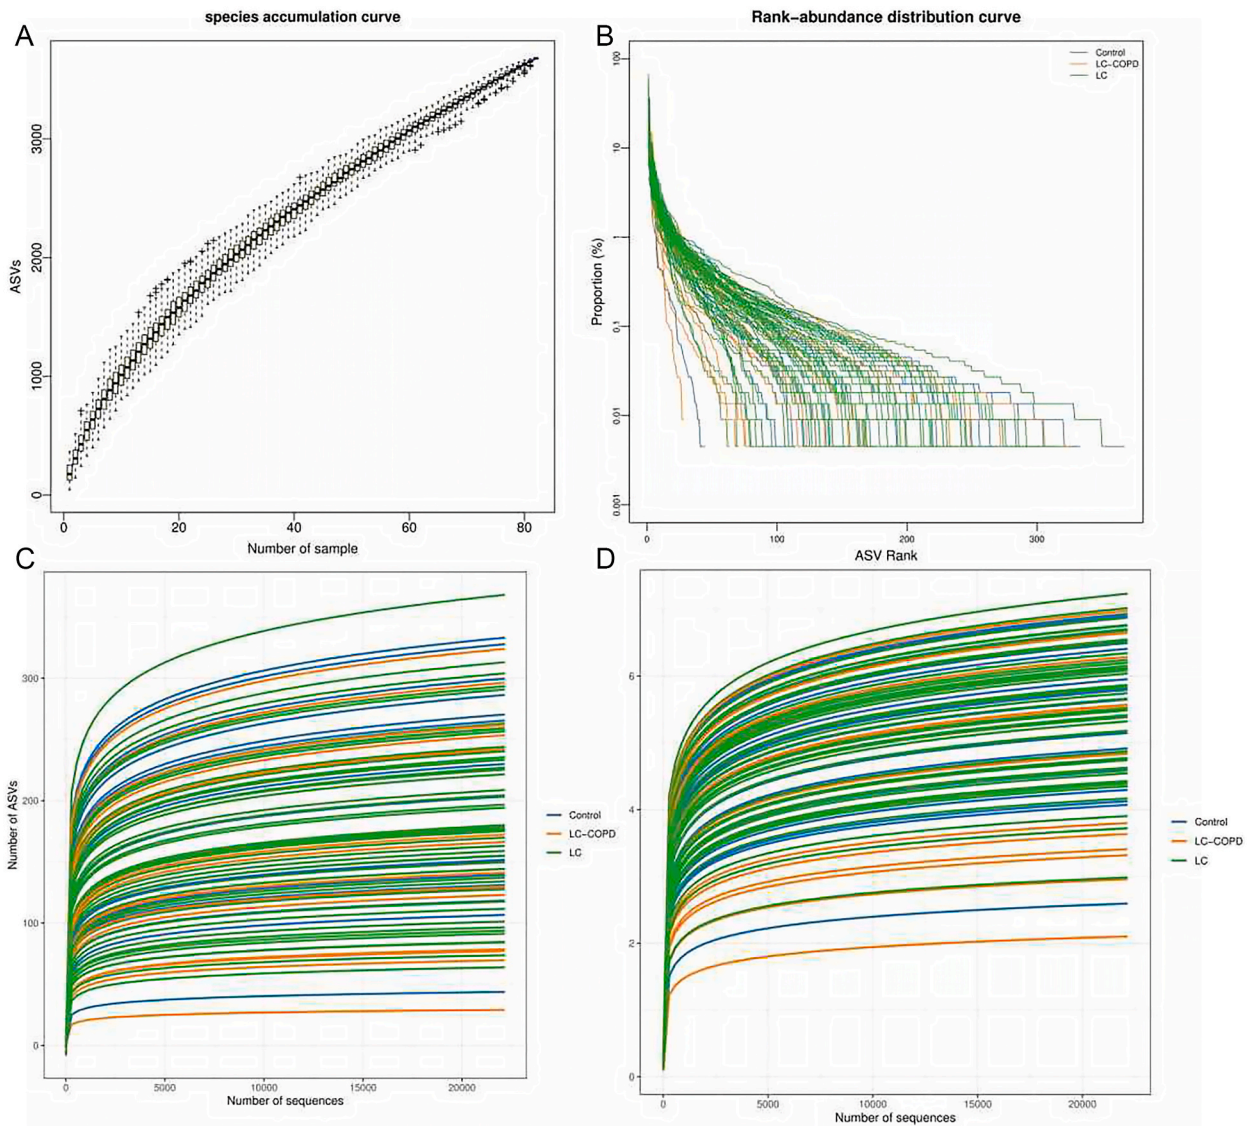 species accumulation curve
A
ASVs
0
1000
2000
3000
0
20
40
60
80
Number of sample
Rank−abundance distribution curve
B
Control
LC−COPD
LC
Proportion (%)
100
10
1
0.1
0.01
0.001
0
100
200
300
ASV Rank
C
Number of ASVs
300
200
100
0
0
5000
10000
15000
20000
Number of sequences
Control
LC−COPD
LC
D
6
4
2
0
0
5000
10000
15000
20000
Number of sequences
Control
LC−COPD
LC